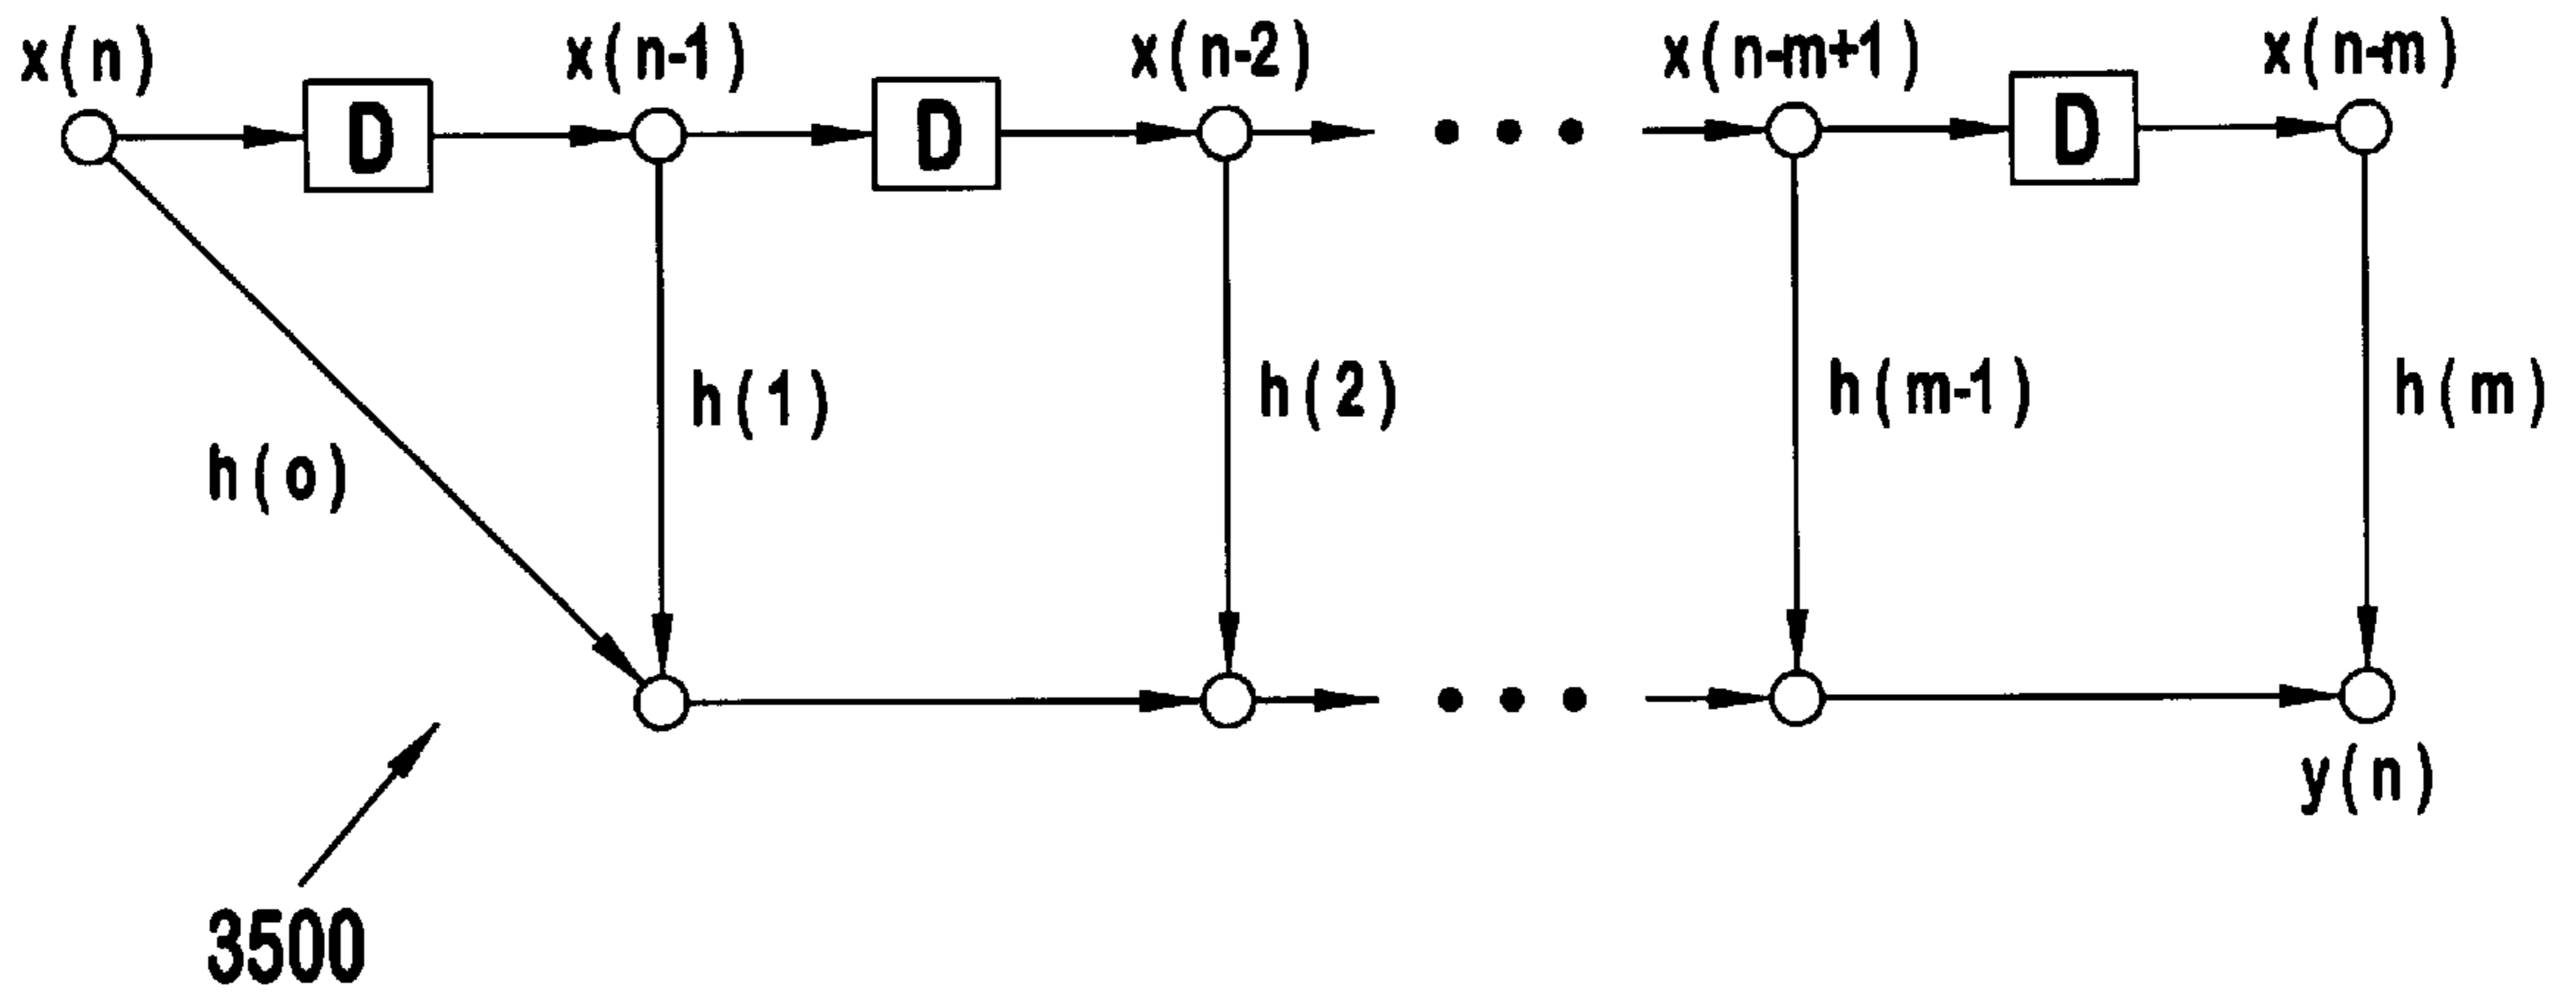 x(n) x(n-1) x(n-2) x(n-m+1) x(n-m)
D D D
h(o) h(1) h(2) h(m-1) h(m)
y(n)
3500